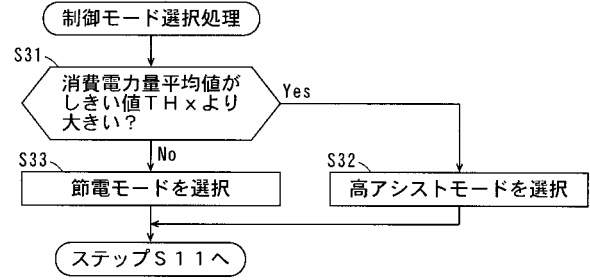 制御モード選択処理
S31
消費電力量平均値が
しきい値THxより
大きい?
Yes
No
S33
節電モードを選択
S32
高アシストモードを選択
ステップS11へ